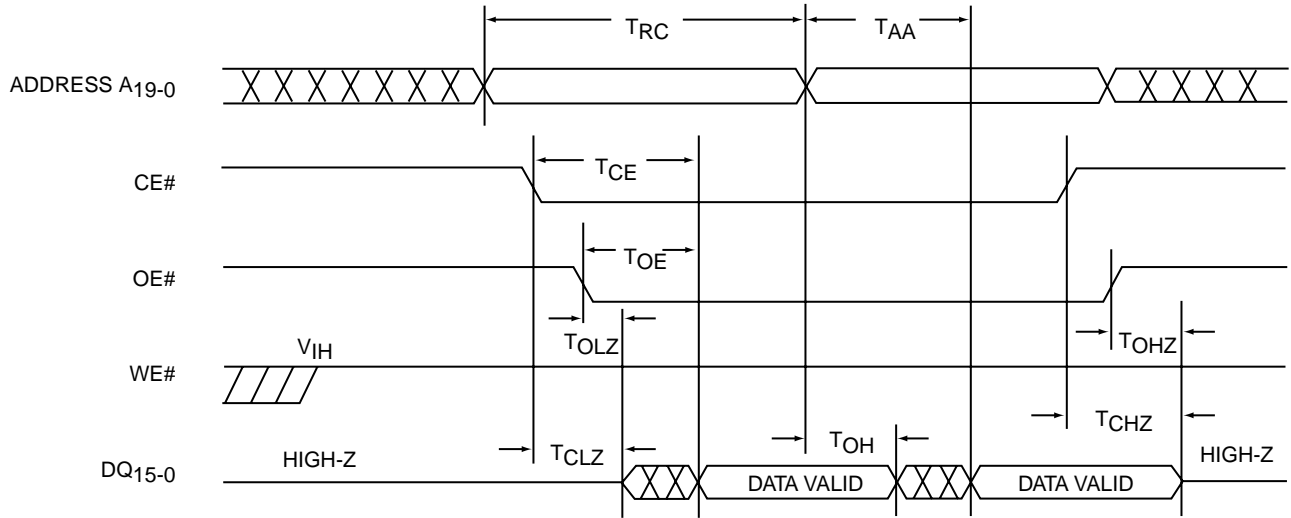 TRC
TAA
ADDRESS A19-0
TCE
CE#
TOE
OE#
TOLZ
TOHZ
VIH
WE#
TCHZ
TCLZ
TOH
HIGH-Z
HIGH-Z
DQ15-0
DATA VALID
DATA VALID